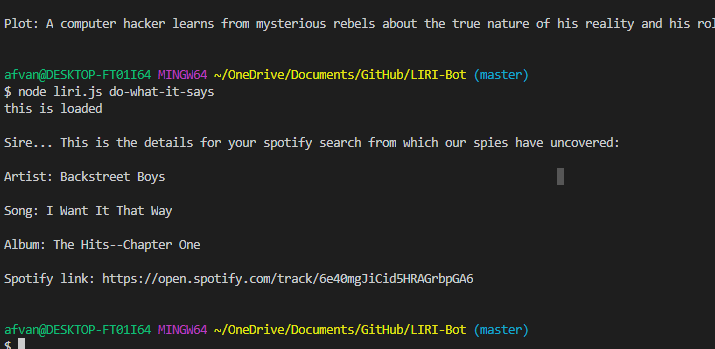 Plot: A computer hacker learns from mysterious rebels about the true nature of his reality and his rol
afvan@DESKTOP-FT01I64 MINGW64 ~/OneDrive/Documents/GitHub/LIRI-Bot (master)
$ node liri.js do-what-it-says
this is loaded
Sire... This is the details for your spotify search from which our spies have uncovered:
Artist: Backstreet Boys
Song: I Want It That Way
Album: The Hits--Chapter One
Spotify link: https://open.spotify.com/track/6e40mgJiCid5HRAGrbpGA6
afvan@DESKTOP-FT01I64 MINGW64 ~/OneDrive/Documents/GitHub/LIRI-Bot (master)
$